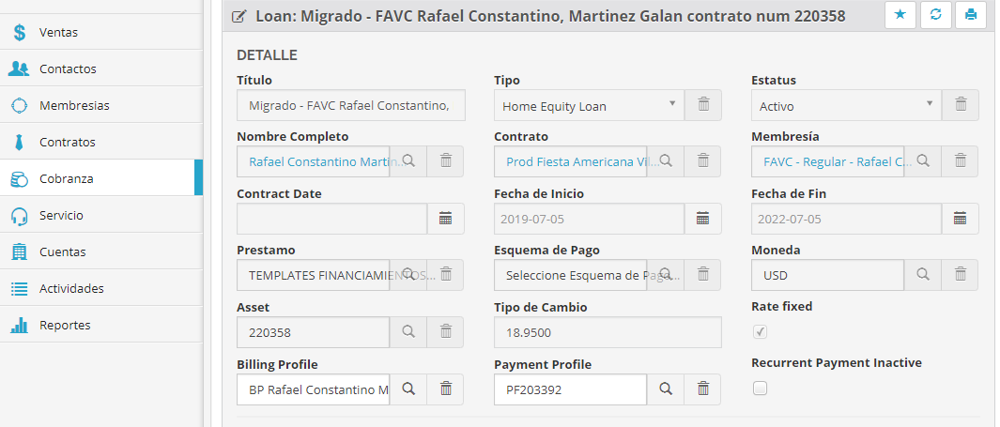 Ventas
Contactos
Membresias
Contratos
Cobranza
Servicio
Cuentas
Actividades
Reportes
Loan: Migrado - FAVC Rafael Constantino, Martinez Galan contrato num 220358
DETALLE
Título Tipo Estatus
Migrado - FAVC Rafael Constantino, Home Equity Loan Activo
Nombre Completo Contrato Membresía
Rafael Constantino Martin... Prod Fiesta Americana Vil... FAVC - Regular - Rafael C...
Contract Date Fecha de Inicio Fecha de Fin
2019-07-05 2022-07-05
Prestamo Esquema de Pago Moneda
TEMPLATES FINANCIAMIENTOS... Seleccione Esquema de Pago... USD
Asset Tipo de Cambio Rate fixed
220358 18.9500
Billing Profile Payment Profile Recurrent Payment Inactive
BP Rafael Constantino M PF203392